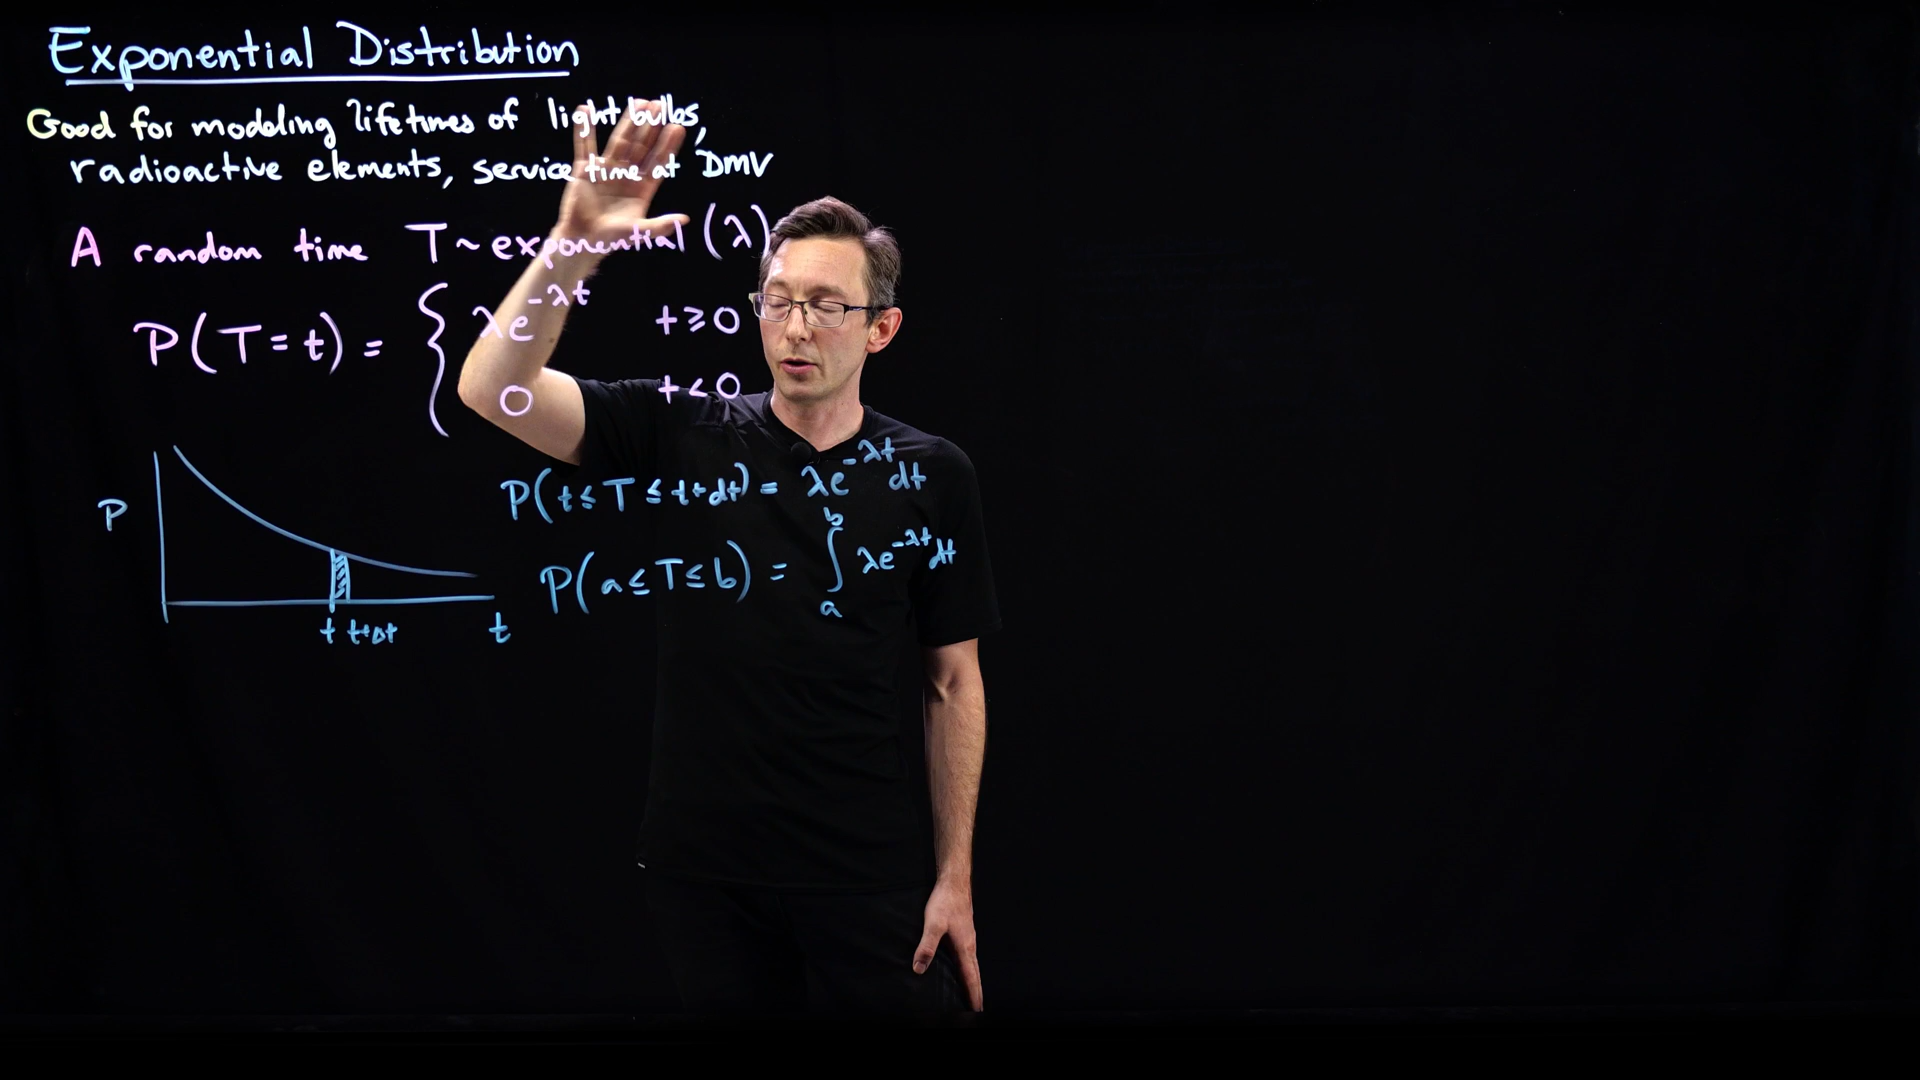 Exponential Distribution
Good for modeling lifetimes of light bulbs,
radioactive elements, service time at DMV
A random time T ~ exponential (λ)
P(T = t) = { λe^{-λt} t ≥ 0
0 t < 0
P
t t+Δt t
P(t ≤ T ≤ t+dt) = λe^{-λt} dt
P(a ≤ T ≤ b) = ∫_a^b λe^{-λt} dt